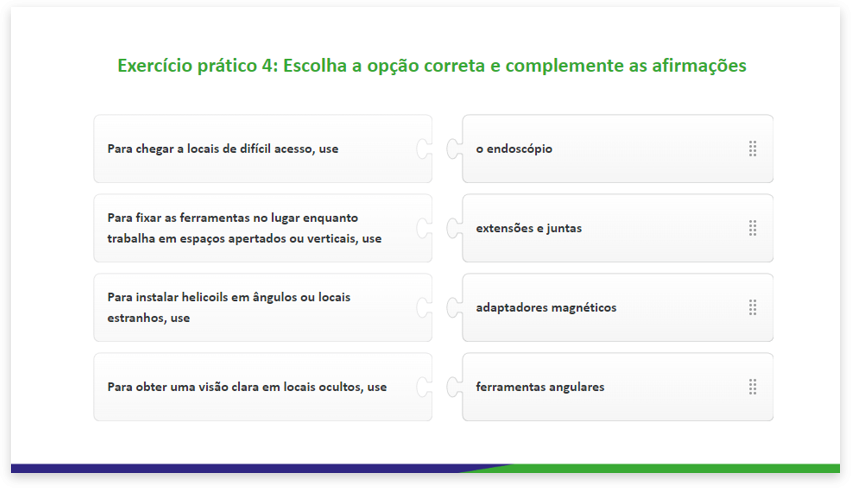 Exercício prático 4: Escolha a opção correta e complemente as afirmações
Para chegar a locais de difícil acesso, use
o endoscópio
Para fixar as ferramentas no lugar enquanto
trabalha em espaços apertados ou verticais, use
extensões e juntas
Para instalar helicoils em ângulos ou locais
estranhos, use
adaptadores magnéticos
Para obter uma visão clara em locais ocultos, use
ferramentas angulares